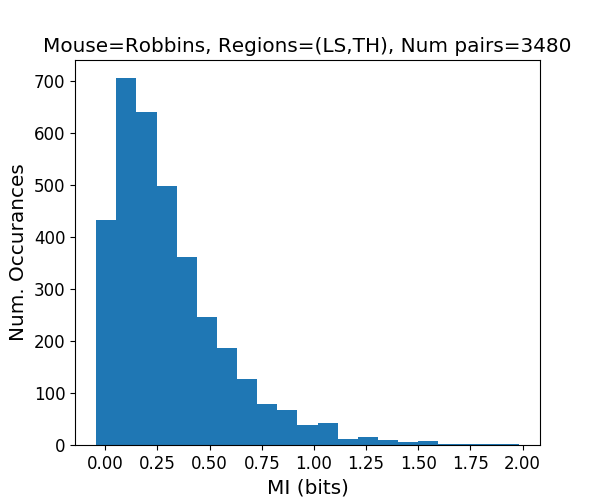 Mouse=Robbins, Regions=(LS,TH), Num pairs=3480
700
600
500
400
300
200
100
0
Num. Occurances
0.00 0.25 0.50 0.75 1.00 1.25 1.50 1.75 2.00
MI (bits)